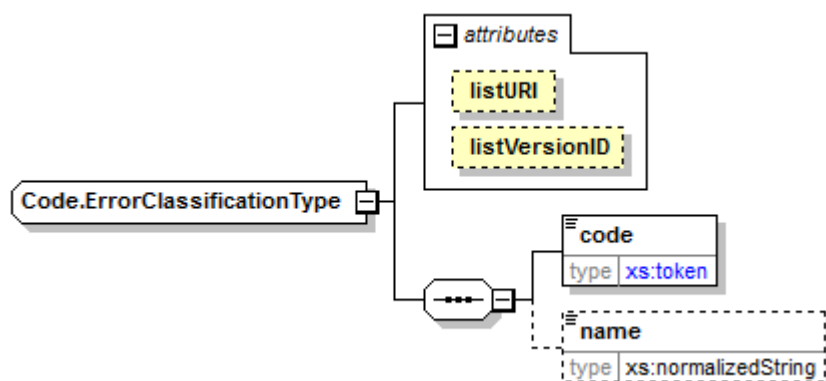 attributes
listURI
listVersionID
Code.ErrorClassificationType
code
type xs:token
name
type xs:normalizedString